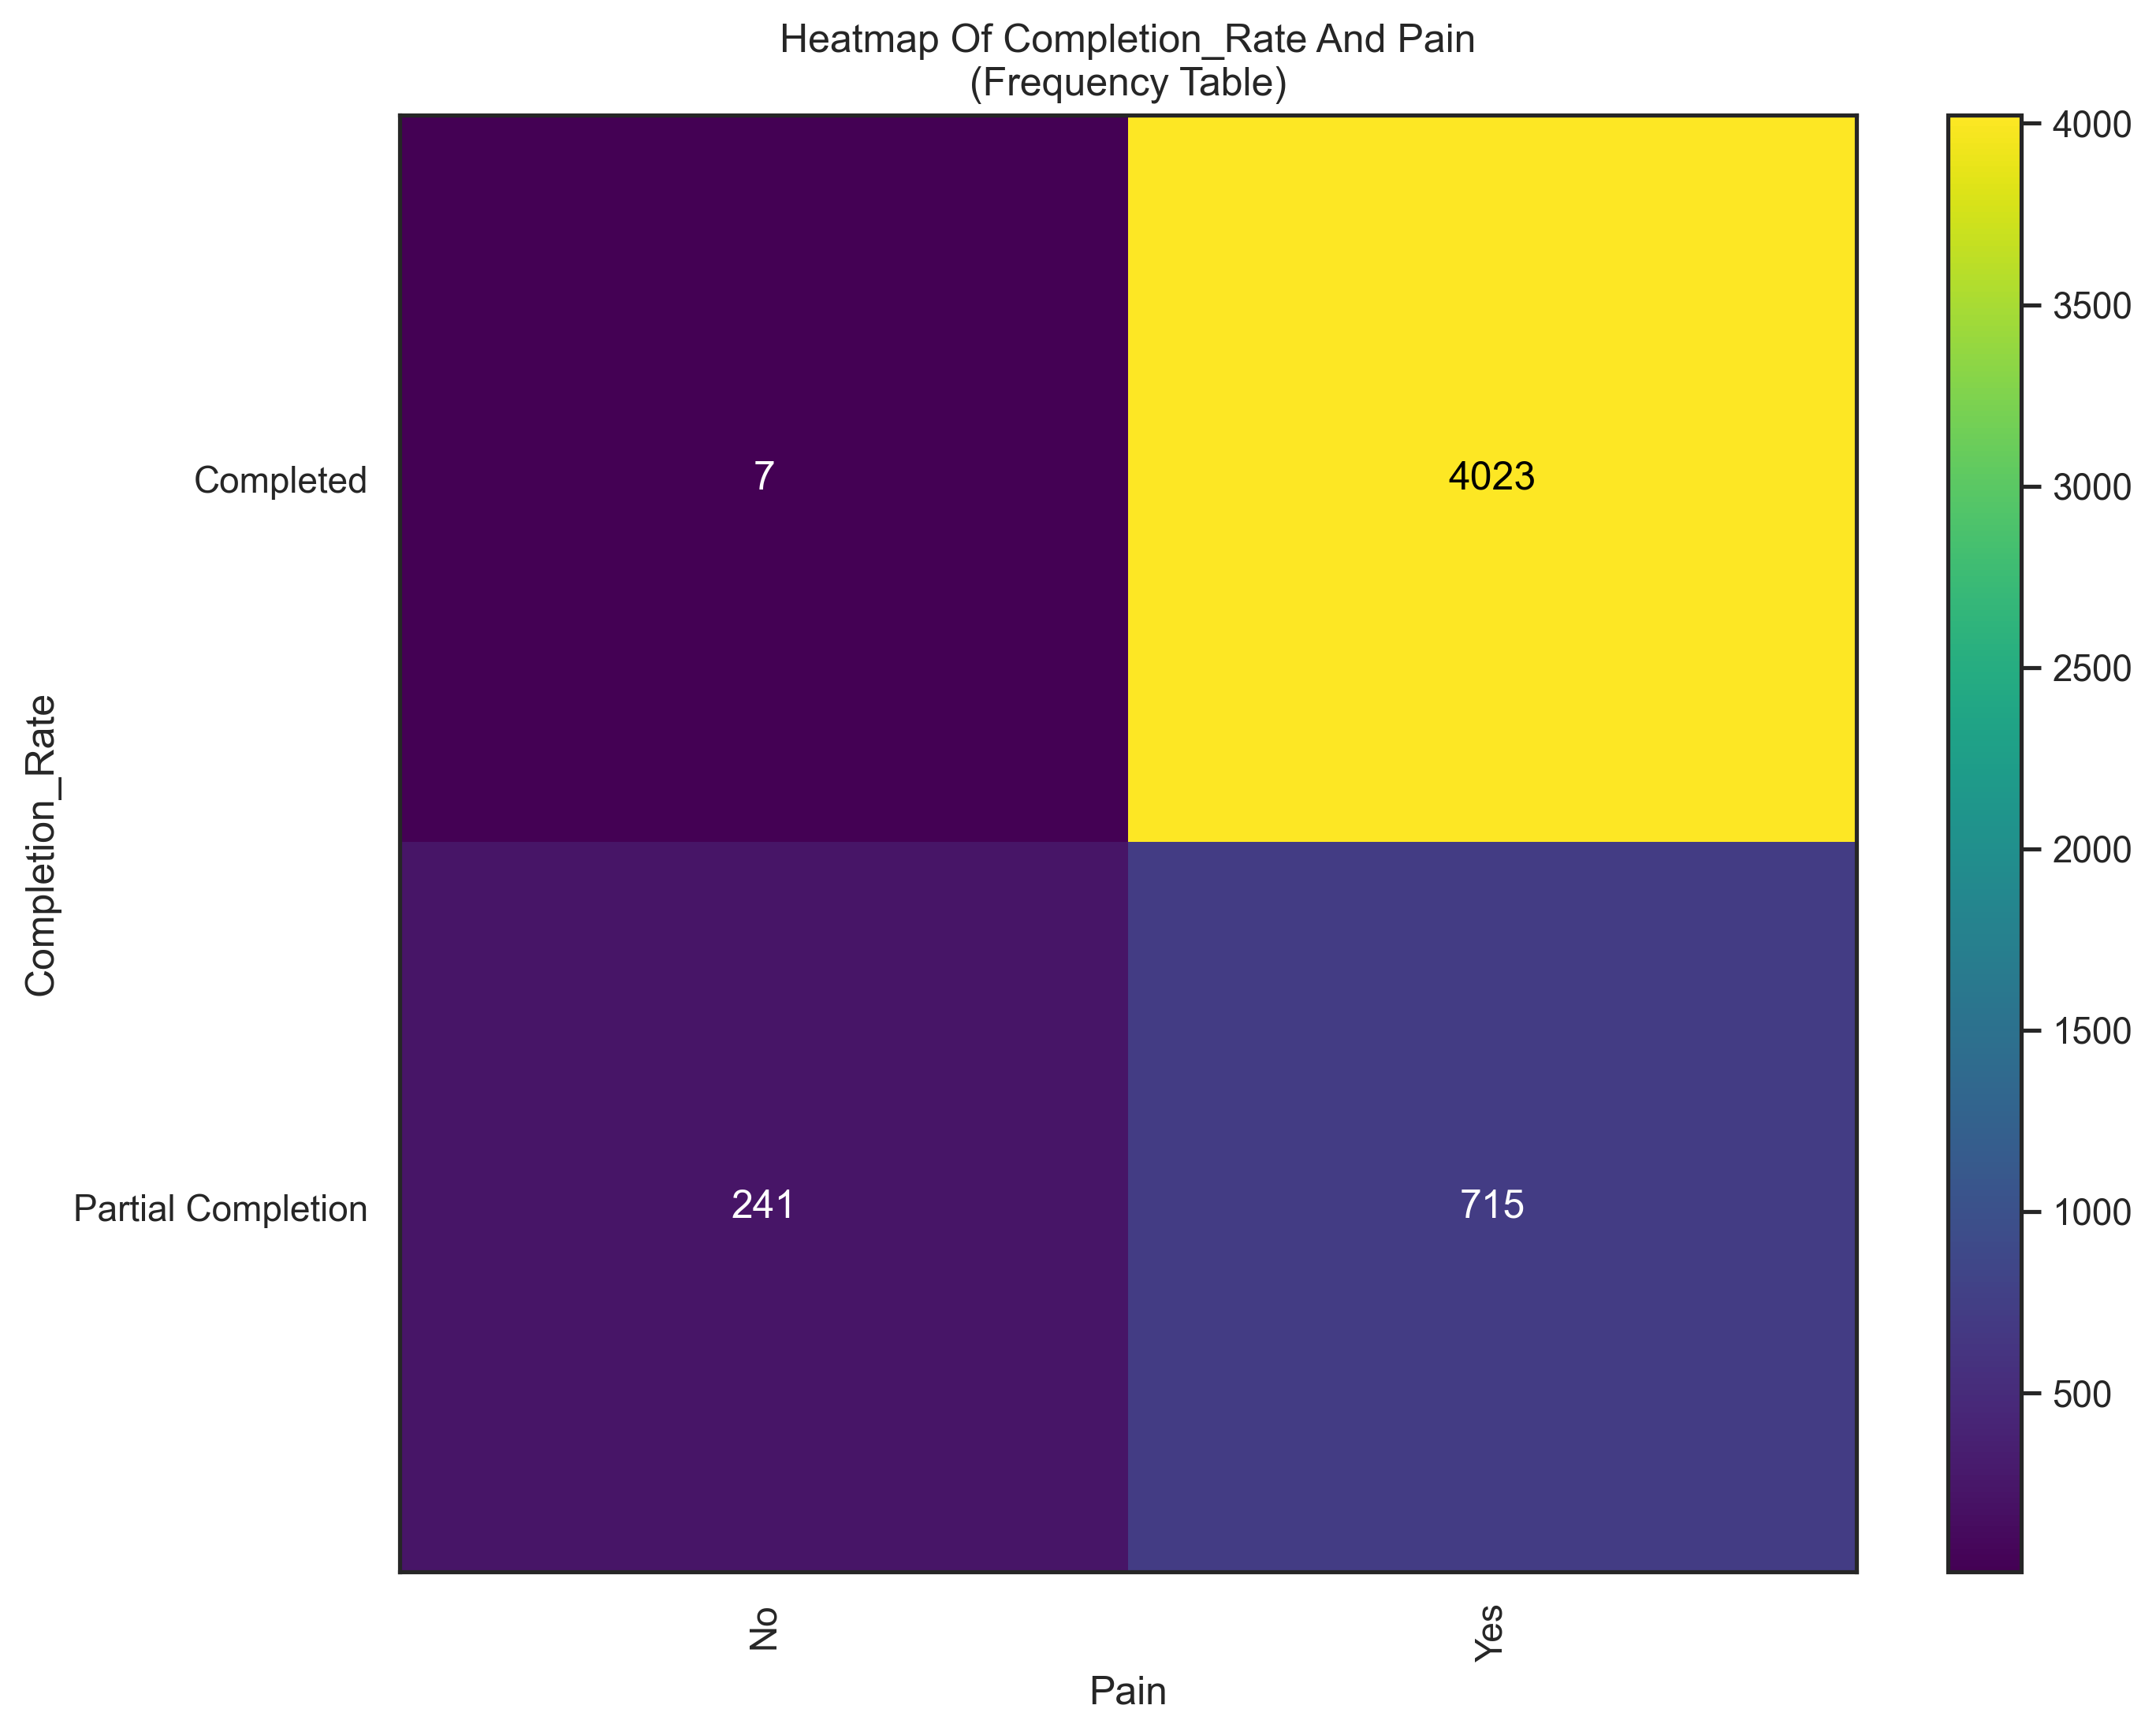 Heatmap Of Completion_Rate And Pain
(Frequency Table)
Completion_Rate
Completed
7
4023
Partial Completion
241
715
No
Yes
Pain
4000
3500
3000
2500
2000
1500
1000
500